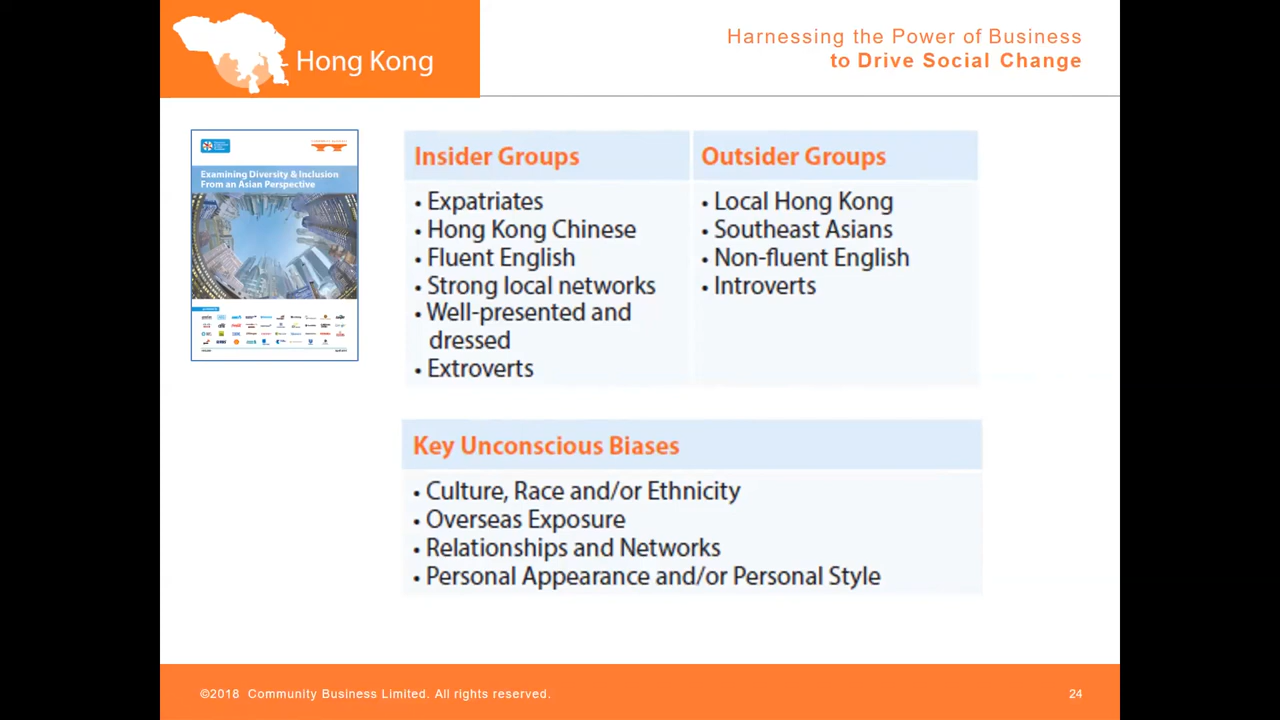 Hong Kong
Harnessing the Power of Business
to Drive Social Change
Examining Diversity & Inclusion
From an Asian Perspective
Insider Groups
• Expatriates
• Hong Kong Chinese
• Fluent English
• Strong local networks
• Well-presented and
dressed
• Extroverts
Outsider Groups
• Local Hong Kong
• Southeast Asians
• Non-fluent English
• Introverts
Key Unconscious Biases
• Culture, Race and/or Ethnicity
• Overseas Exposure
• Relationships and Networks
• Personal Appearance and/or Personal Style
©2018 Community Business Limited. All rights reserved.
24